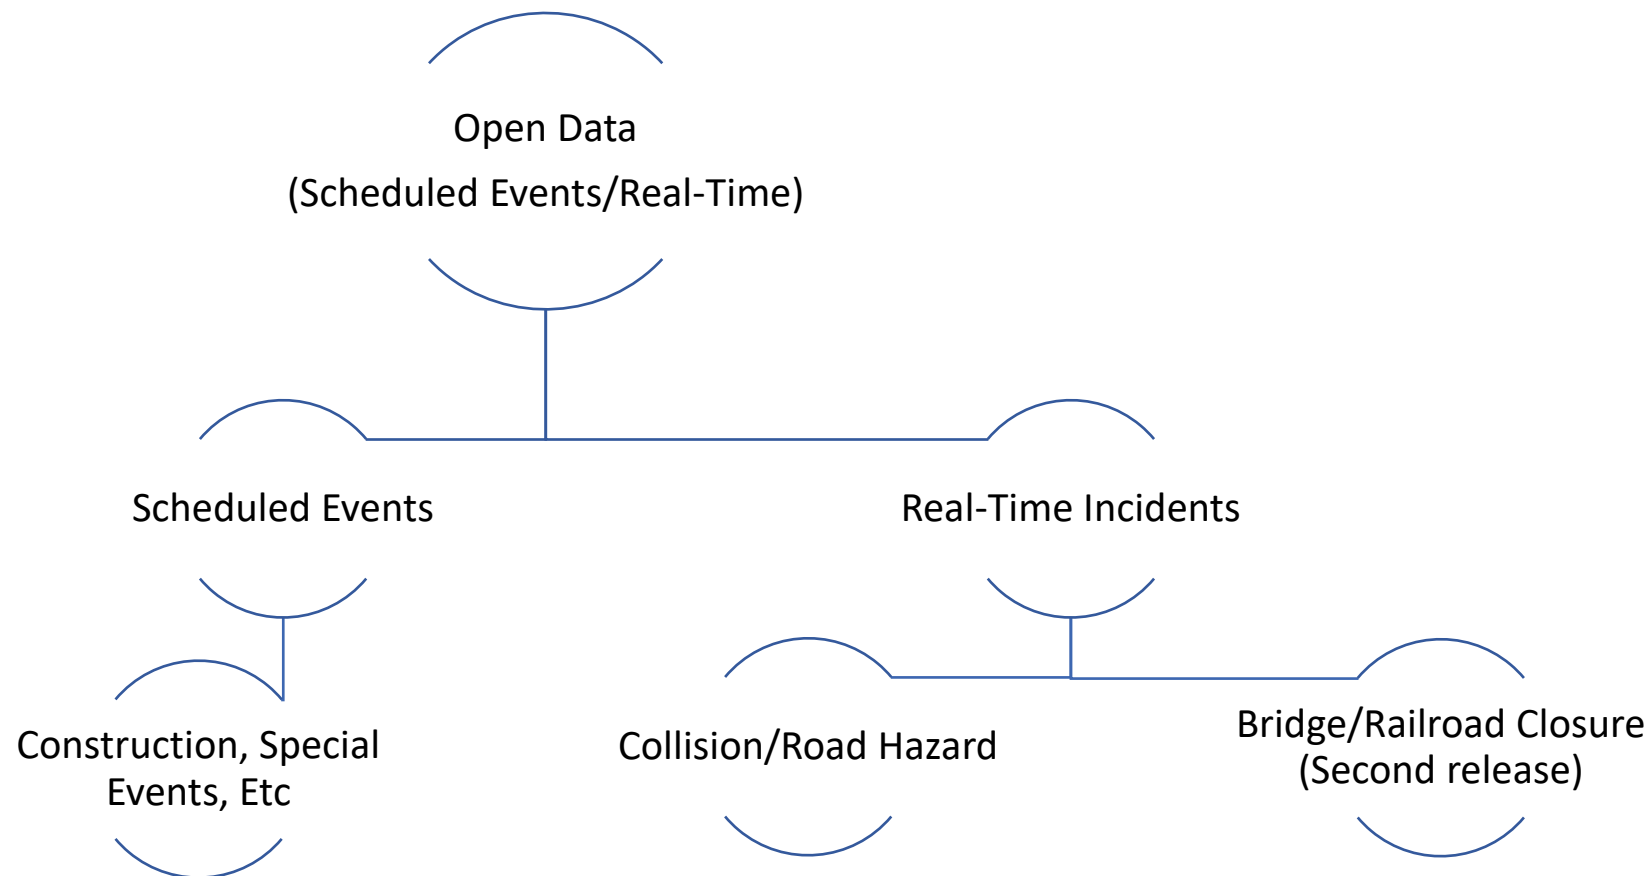 Open Data
(Scheduled Events/Real-Time)
Scheduled Events
Real-Time Incidents
Construction, Special
Events, Etc
Collision/Road Hazard
Bridge/Railroad Closure
(Second release)